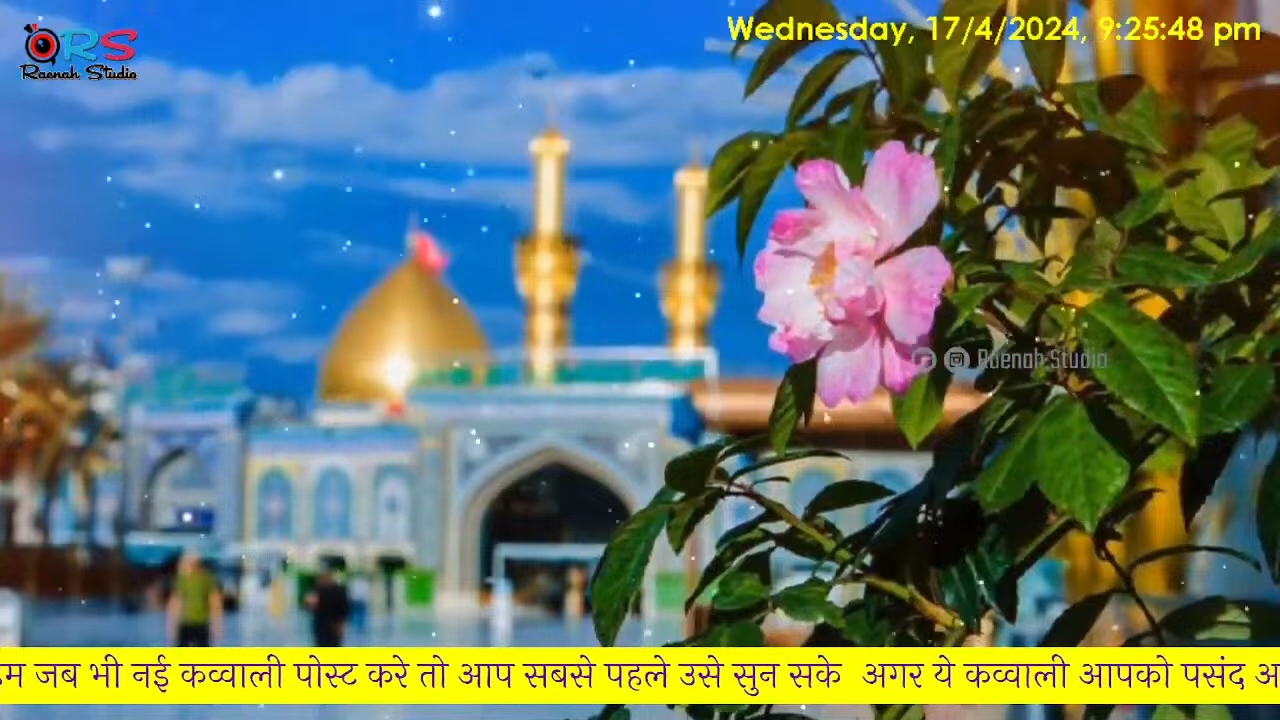 ORS
Raenah Studio
Wednesday, 17/4/2024, 9:25:48 pm
Raenah Studio
जब भी नई कव्वाली पोस्ट करे तो आप सबसे पहले उसे सुन सके अगर ये कव्वाली आपको पसंद